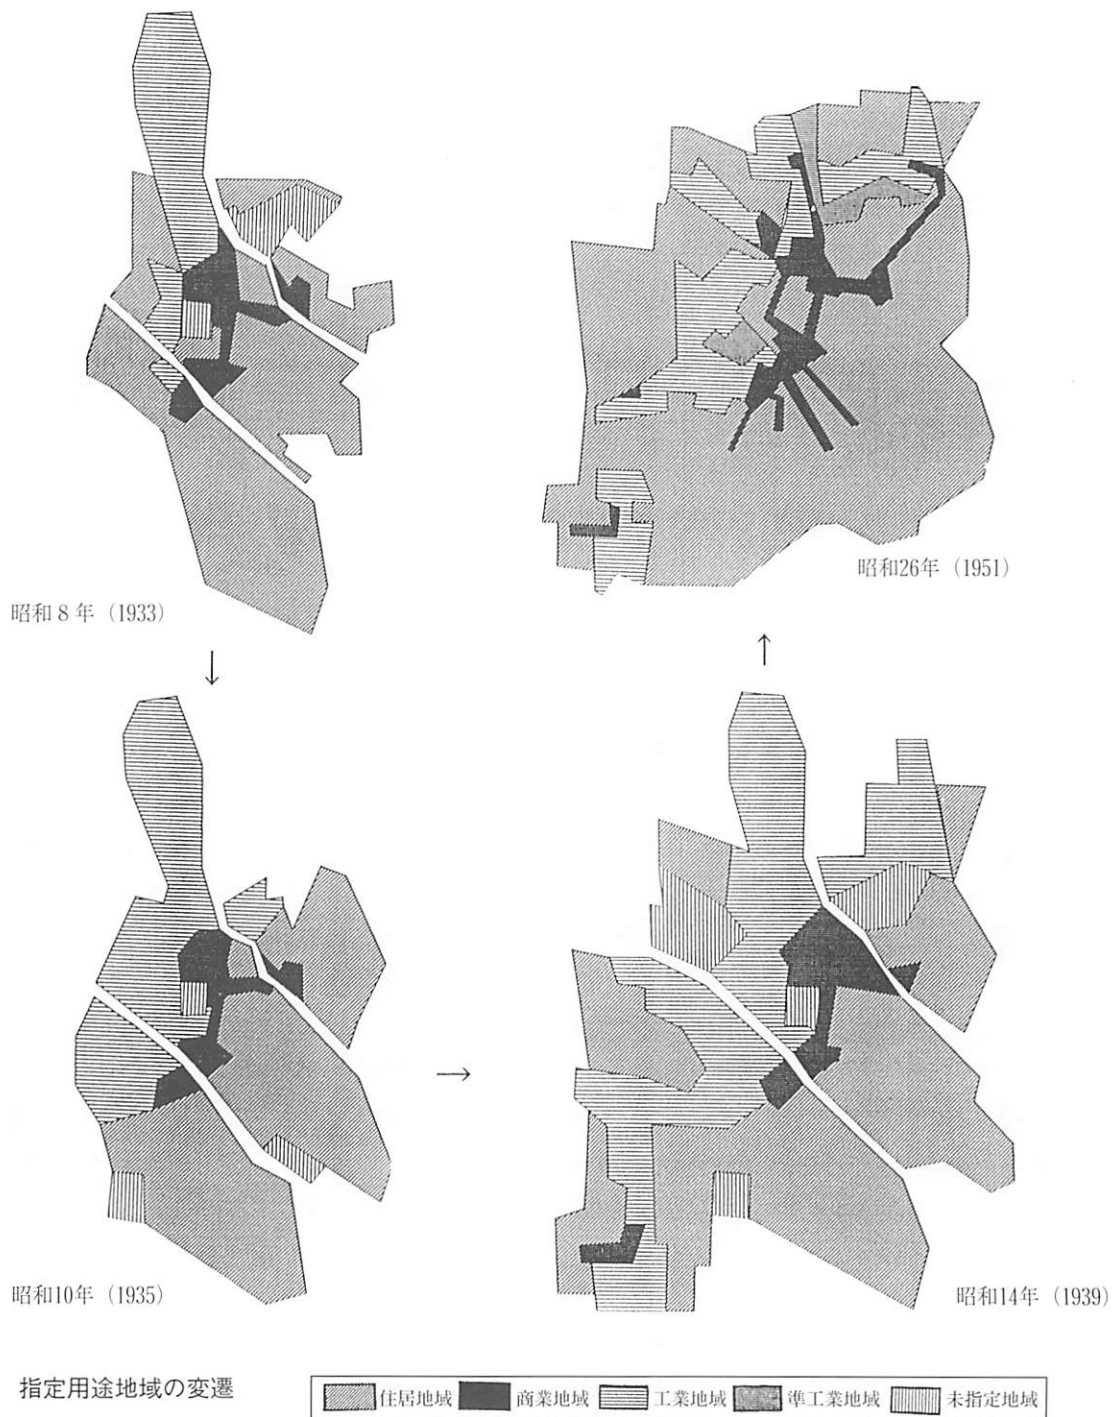 昭和8年 (1933)
昭和26年 (1951)
↓
↑
昭和10年 (1935)
→
昭和14年 (1939)
指定用途地域の変遷
住居地域 商業地域 工業地域 準工業地域 未指定地域